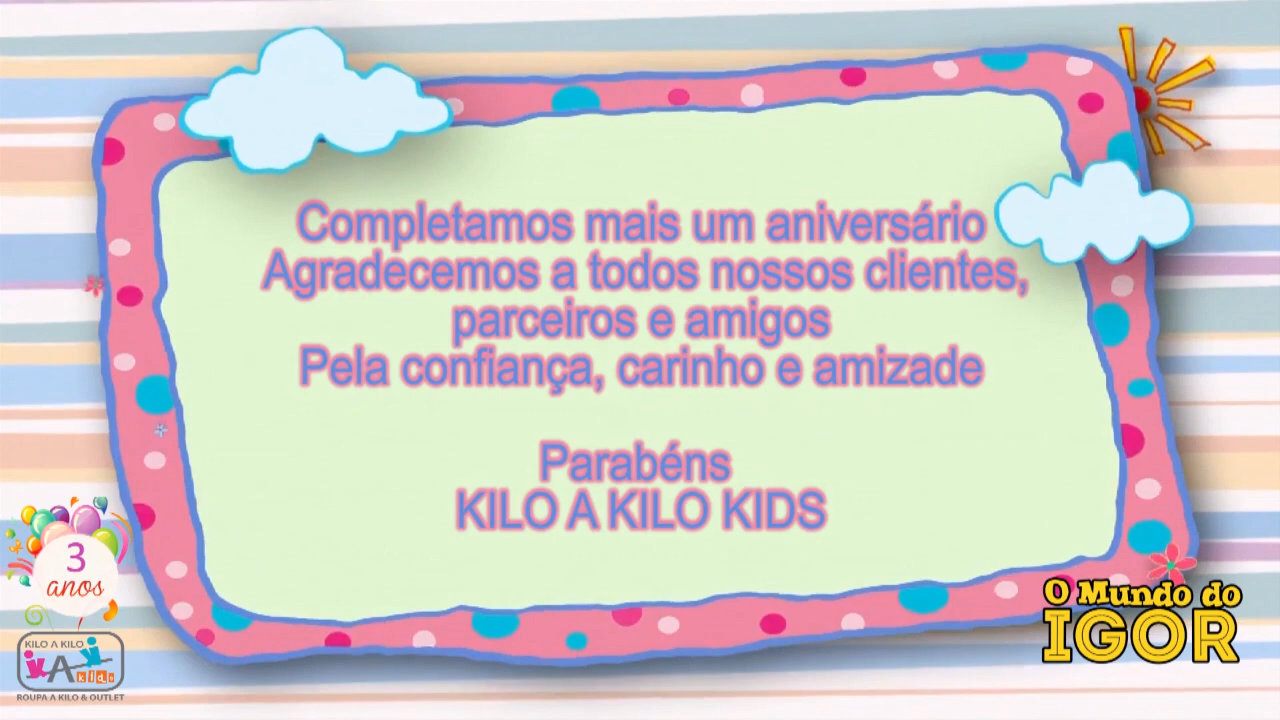 Completamos mais um aniversário
Agradecemos a todos nossos clientes,
parceiros e amigos
Pela confiança, carinho e amizade
Parabéns
KILO A KILO KIDS
3
anos
KILO A KILO
kids
ROUPA A KILO & OUTLET
O Mundo do
IGOR